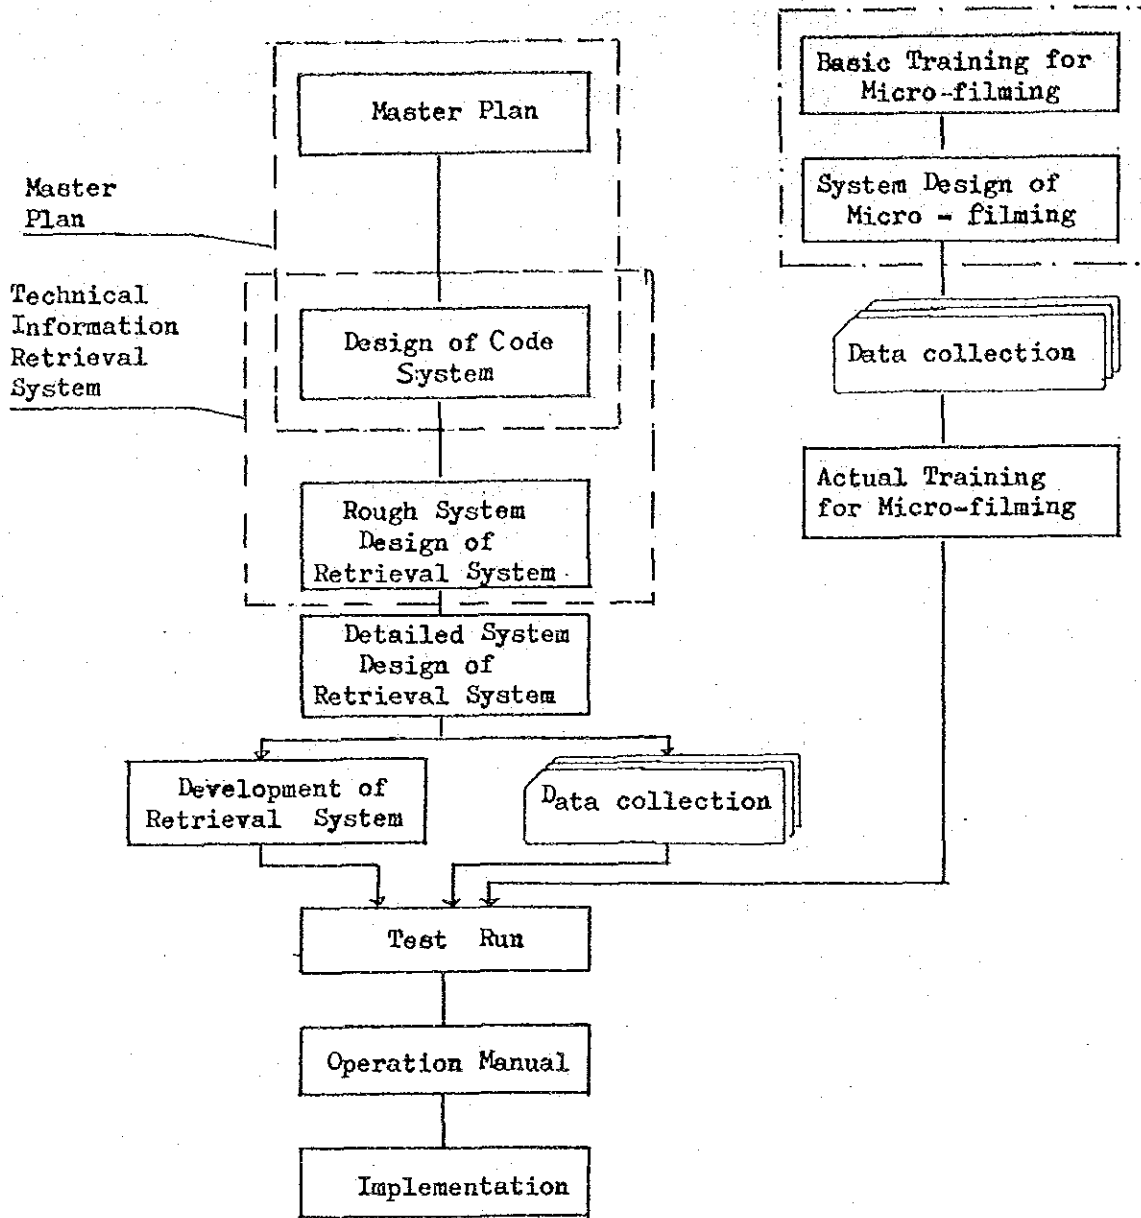 Master Plan
Master
Plan
Technical
Information
Retrieval
System
Design of Code
System
Rough System
Design of
Retrieval System
Detailed System
Design of
Retrieval System
Development of
Retrieval System
Data collection
Basic Training for
Micro-filming
System Design of
Micro - filming
Data collection
Actual Training
for Micro-filming
Test Run
Operation Manual
Implementation